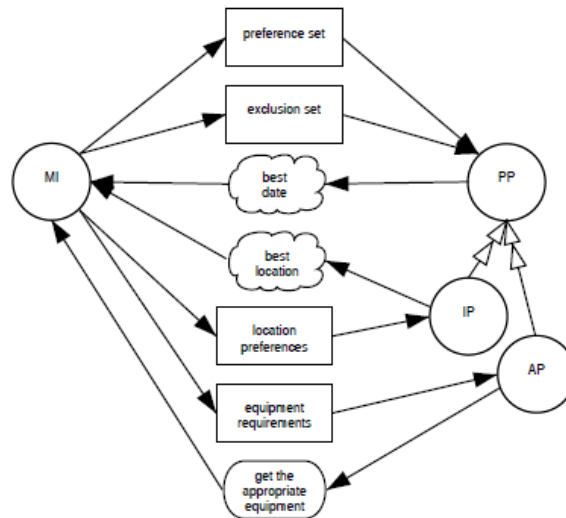 preference set
exclusion set
MI
best
date
PP
best
location
IP
location
preferences
AP
equipment
requirements
get the
appropriate
equipment